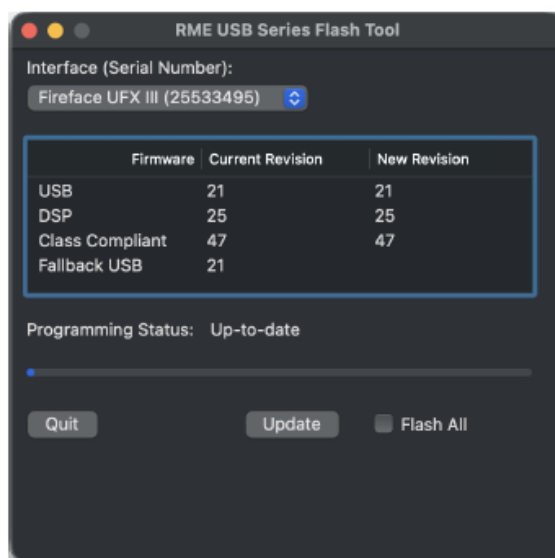 RME USB Series Flash Tool
Interface (Serial Number):
Fireface UFX III (25533495)
Firmware Current Revision New Revision
USB 21 21
DSP 25 25
Class Compliant 47 47
Fallback USB 21
Programming Status: Up-to-date
Quit Update Flash All